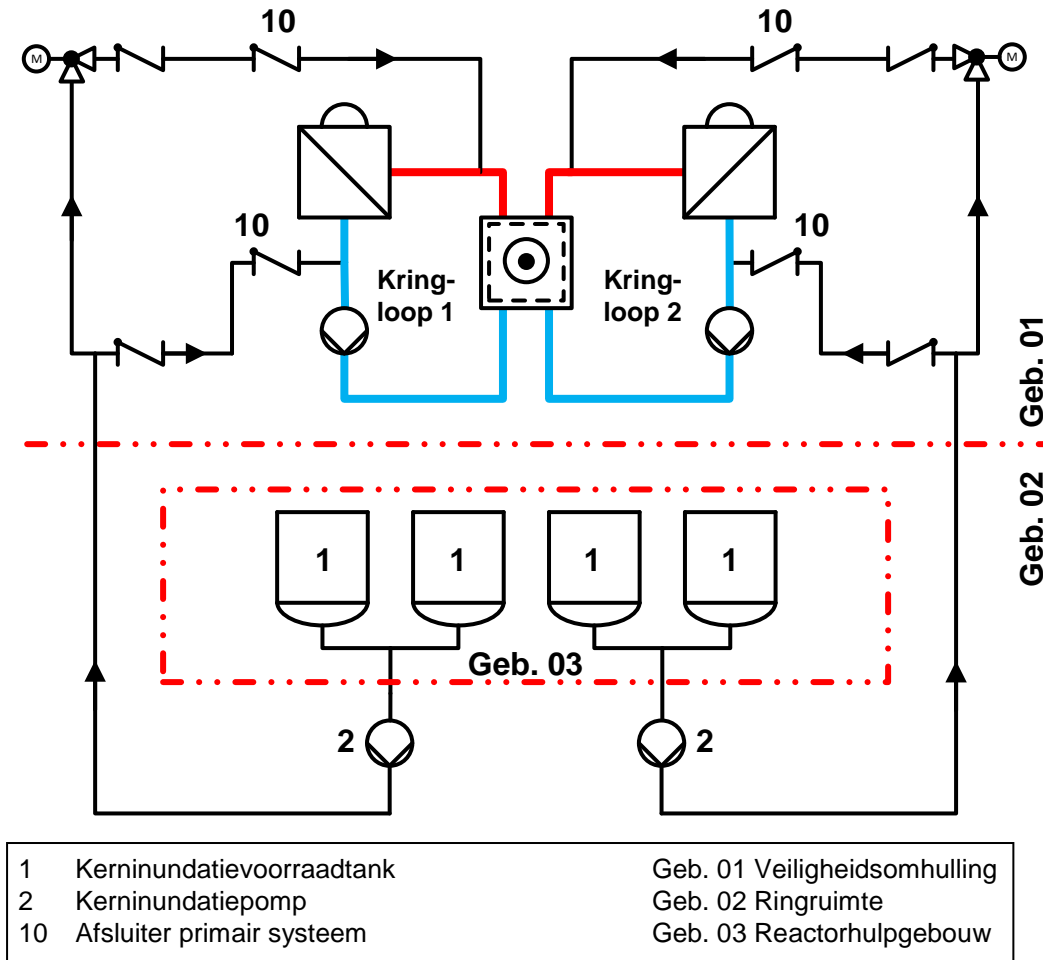 10
10
M
M
10
10
Kring-
loop 1
Kring-
loop 2
Geb. 01
Geb. 02
1
1
1
1
Geb. 03
2
2
1 Kerninundatievoorraadtank
2 Kerninundatiepomp
10 Afsluiter primair systeem
Geb. 01 Veiligheidsomhulling
Geb. 02 Ringruimte
Geb. 03 Reactorhulpgebouw